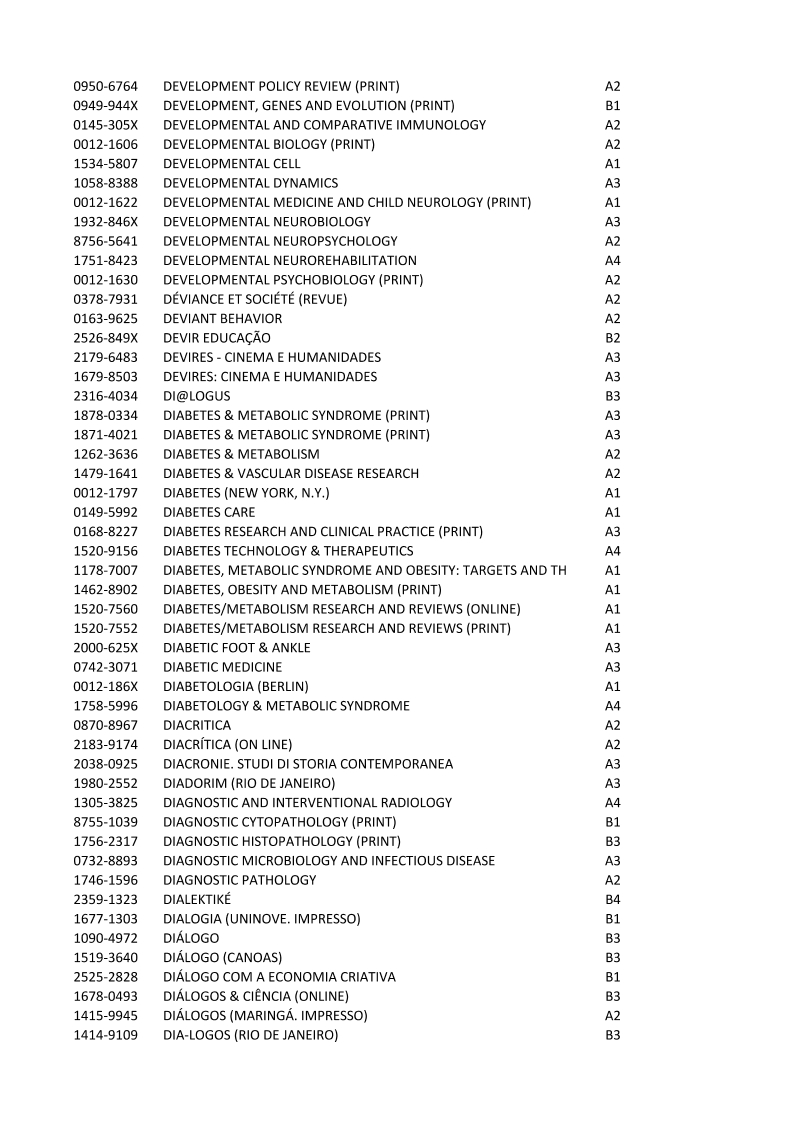 0950-6764 DEVELOPMENT POLICY REVIEW (PRINT) A2
0949-944X DEVELOPMENT, GENES AND EVOLUTION (PRINT) B1
0145-305X DEVELOPMENTAL AND COMPARATIVE IMMUNOLOGY A2
0012-1606 DEVELOPMENTAL BIOLOGY (PRINT) A2
1534-5807 DEVELOPMENTAL CELL A1
1058-8388 DEVELOPMENTAL DYNAMICS A3
0012-1622 DEVELOPMENTAL MEDICINE AND CHILD NEUROLOGY (PRINT) A1
1932-846X DEVELOPMENTAL NEUROBIOLOGY A3
8756-5641 DEVELOPMENTAL NEUROPSYCHOLOGY A2
1751-8423 DEVELOPMENTAL NEUROREHABILITATION A4
0012-1630 DEVELOPMENTAL PSYCHOBIOLOGY (PRINT) A2
0378-7931 DÉVIANCE ET SOCIÉTÉ (REVUE) A2
0163-9625 DEVIANT BEHAVIOR A2
2526-849X DEVIR EDUCAÇÃO B2
2179-6483 DEVIRES - CINEMA E HUMANIDADES A3
1679-8503 DEVIRES: CINEMA E HUMANIDADES A3
2316-4034 DI@LOGUS B3
1878-0334 DIABETES & METABOLIC SYNDROME (PRINT) A3
1871-4021 DIABETES & METABOLIC SYNDROME (PRINT) A3
1262-3636 DIABETES & METABOLISM A2
1479-1641 DIABETES & VASCULAR DISEASE RESEARCH A2
0012-1797 DIABETES (NEW YORK, N.Y.) A1
0149-5992 DIABETES CARE A1
0168-8227 DIABETES RESEARCH AND CLINICAL PRACTICE (PRINT) A3
1520-9156 DIABETES TECHNOLOGY & THERAPEUTICS A4
1178-7007 DIABETES, METABOLIC SYNDROME AND OBESITY: TARGETS AND TH A1
1462-8902 DIABETES, OBESITY AND METABOLISM (PRINT) A1
1520-7560 DIABETES/METABOLISM RESEARCH AND REVIEWS (ONLINE) A1
1520-7552 DIABETES/METABOLISM RESEARCH AND REVIEWS (PRINT) A1
2000-625X DIABETIC FOOT & ANKLE A3
0742-3071 DIABETIC MEDICINE A3
0012-186X DIABETOLOGIA (BERLIN) A1
1758-5996 DIABETOLOGY & METABOLIC SYNDROME A4
0870-8967 DIACRITICA A2
2183-9174 DIACRÍTICA (ON LINE) A2
2038-0925 DIACRONIE. STUDI DI STORIA CONTEMPORANEA A3
1980-2552 DIADORIM (RIO DE JANEIRO) A3
1305-3825 DIAGNOSTIC AND INTERVENTIONAL RADIOLOGY A4
8755-1039 DIAGNOSTIC CYTOPATHOLOGY (PRINT) B1
1756-2317 DIAGNOSTIC HISTOPATHOLOGY (PRINT) B3
0732-8893 DIAGNOSTIC MICROBIOLOGY AND INFECTIOUS DISEASE A3
1746-1596 DIAGNOSTIC PATHOLOGY A2
2359-1323 DIALEKTIKÉ B4
1677-1303 DIALOGIA (UNINOVE. IMPRESSO) B1
1090-4972 DIÁLOGO B3
1519-3640 DIÁLOGO (CANOAS) B3
2525-2828 DIÁLOGO COM A ECONOMIA CRIATIVA B1
1678-0493 DIÁLOGOS & CIÊNCIA (ONLINE) B3
1415-9945 DIÁLOGOS (MARINGÁ. IMPRESSO) A2
1414-9109 DIA-LOGOS (RIO DE JANEIRO) B3